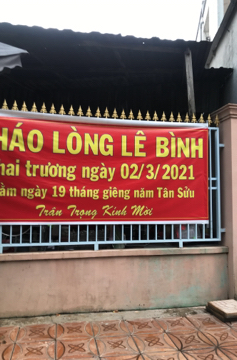 HÁO LÒNG LÊ BÌNH
hai trương ngày 02/3/2021
ằm ngày 19 tháng giêng năm Tân Sửu
Trân Trọng Kính Mời